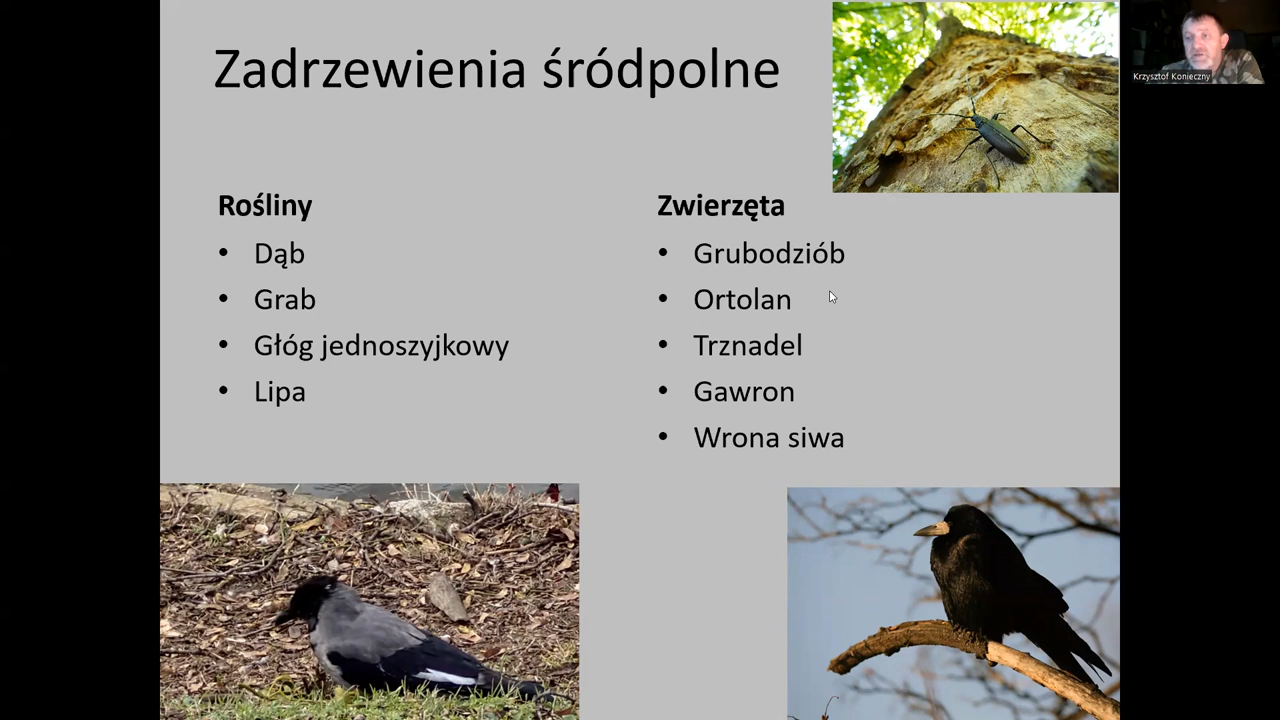 Zadrzewienia śródpolne
Krzysztof Konieczny
Rośliny
• Dąb
• Grab
• Głóg jednoszyjkowy
• Lipa
Zwierzęta
• Grubodziób
• Ortolan
• Trznadel
• Gawron
• Wrona siwa